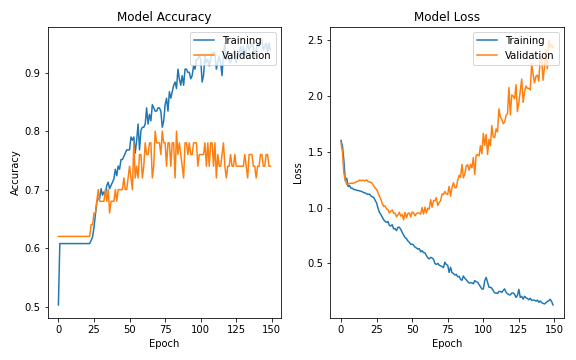 Model Accuracy
Training
Validation
0.9
0.8
0.7
0.6
0.5
Accuracy
0
25
50
75
100
125
150
Epoch
Model Loss
Training
Validation
2.5
2.0
1.5
1.0
0.5
Loss
0
25
50
75
100
125
150
Epoch